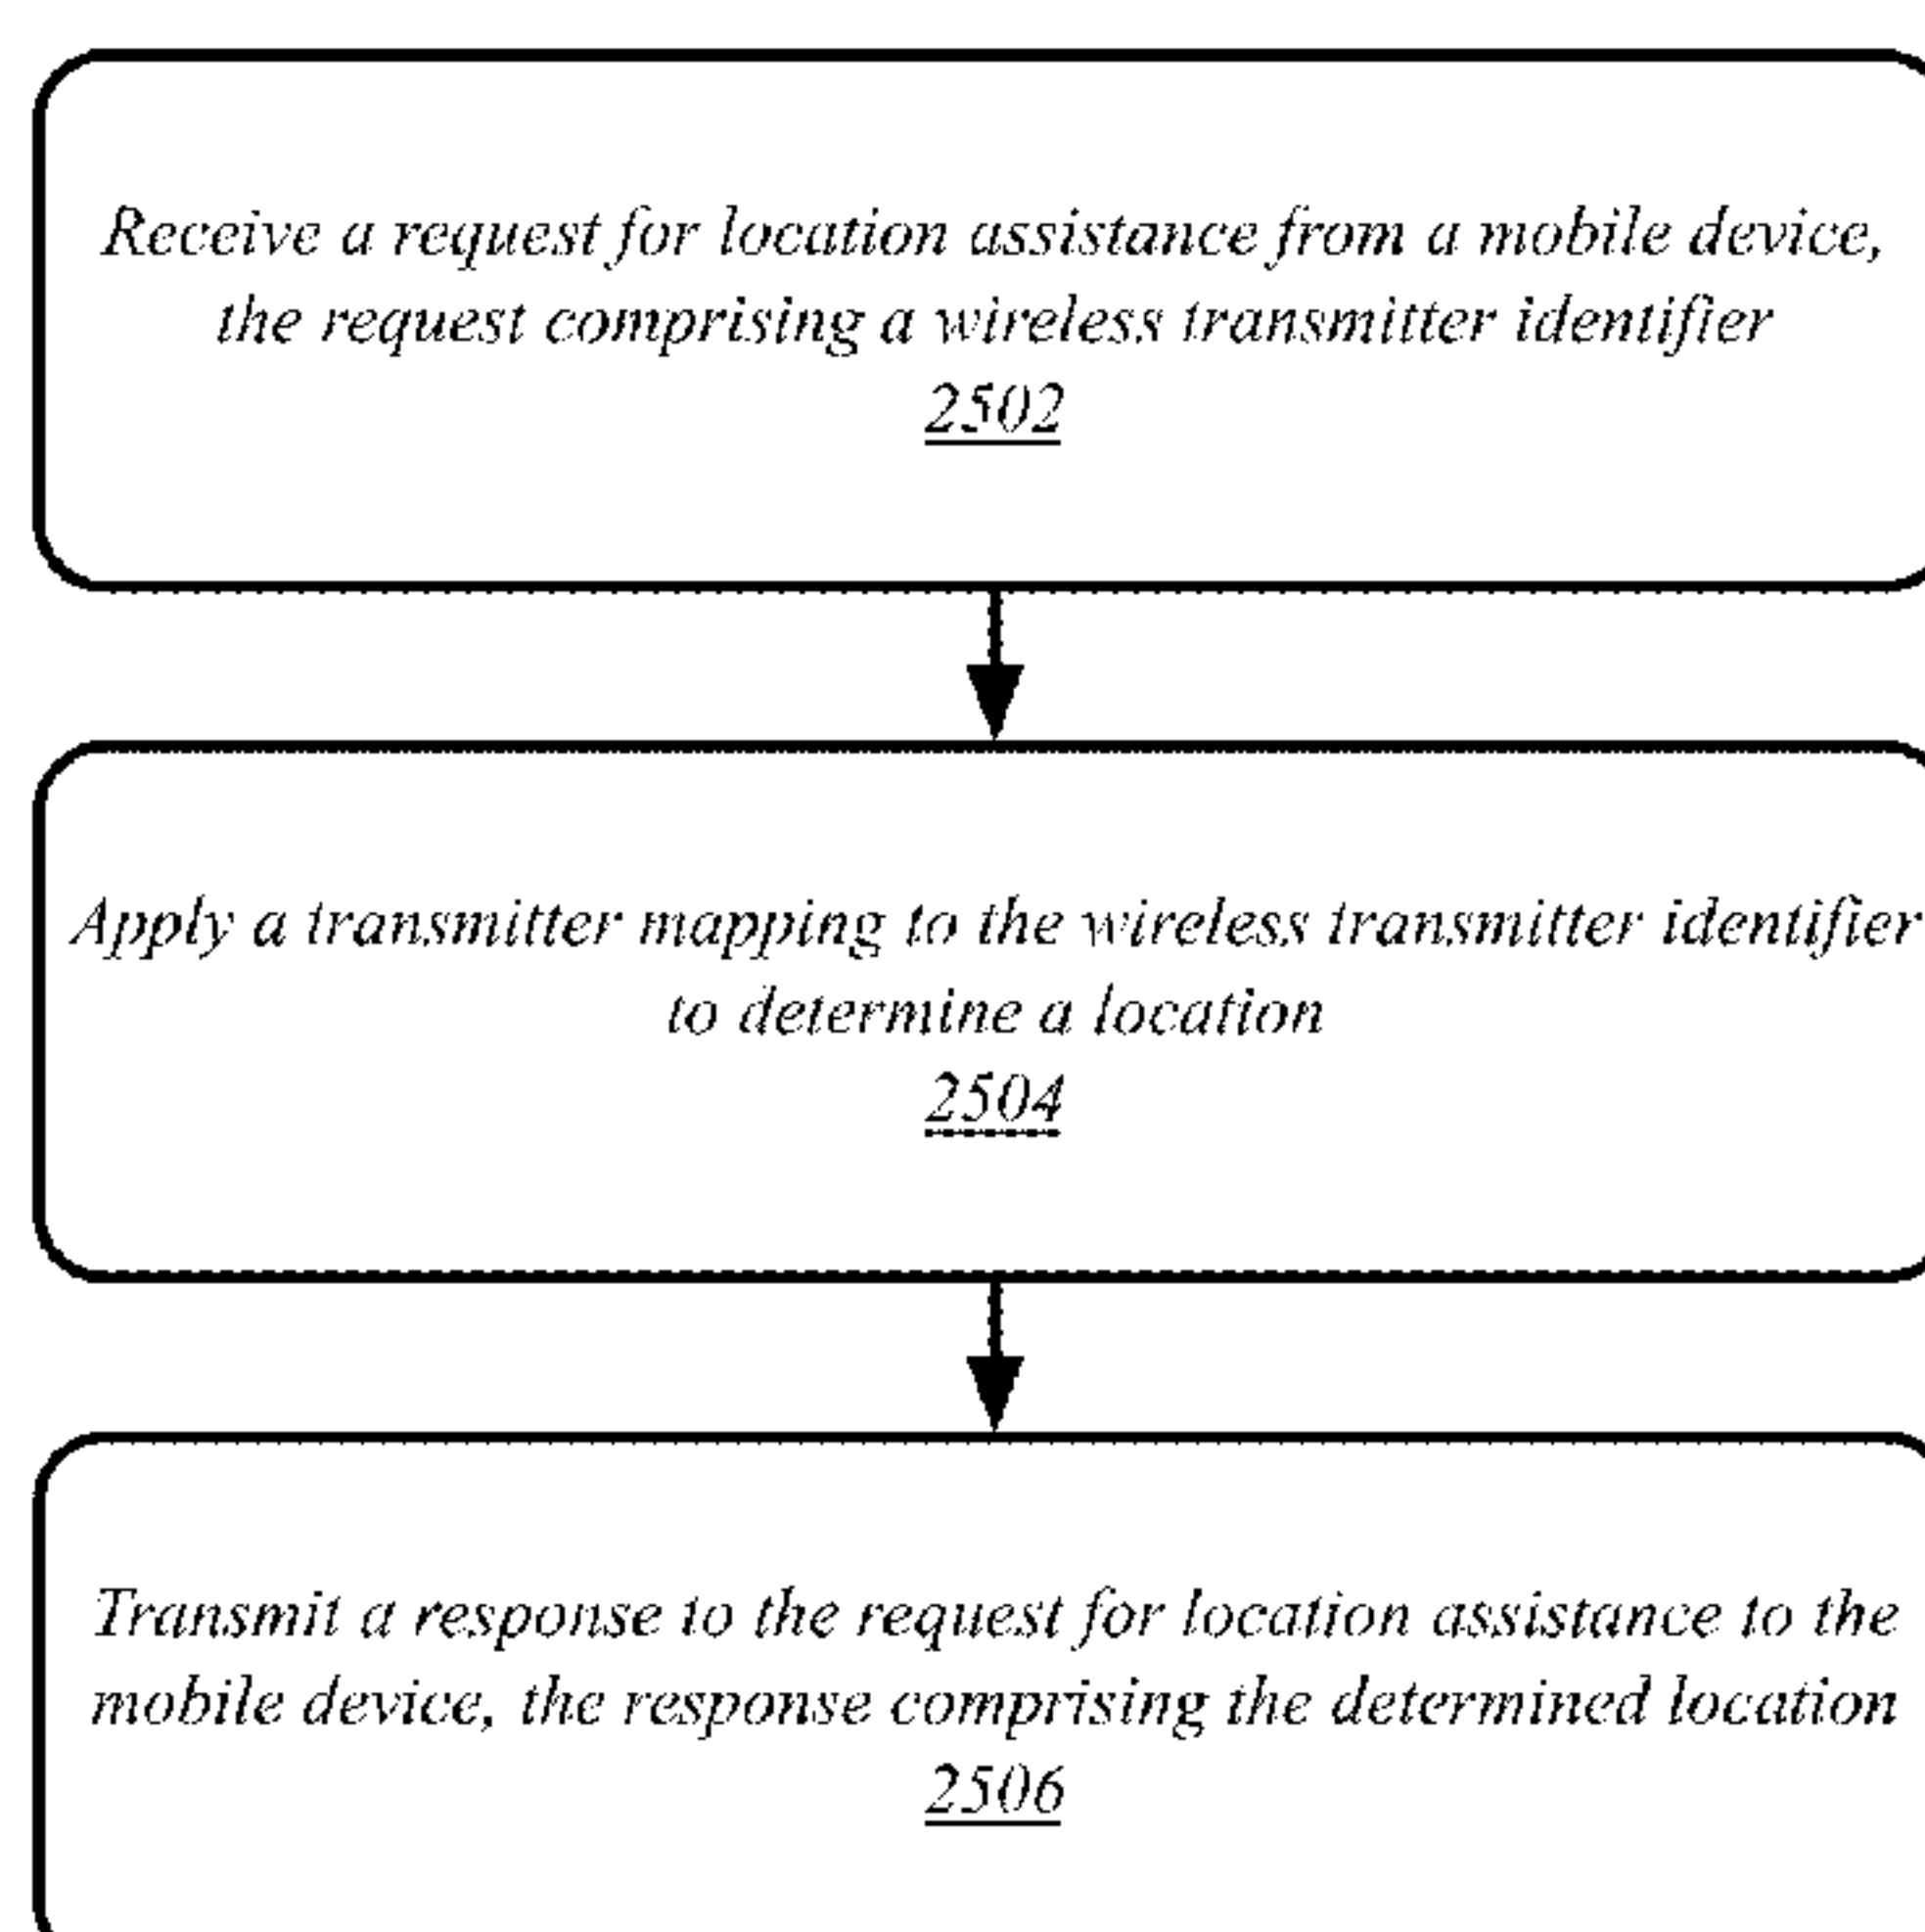 Receive a request for location assistance from a mobile device,
the request comprising a wireless transmitter identifier
2502
Apply a transmitter mapping to the wireless transmitter identifier
to determine a location
2504
Transmit a response to the request for location assistance to the
mobile device, the response comprising the determined location
2506